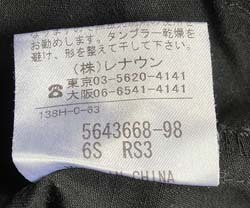 お勧めします。タンブラー乾燥を
避け、形を整えて干して下さい。
(株)レナウン
東京03-5620-4141
大阪06-6541-4141
138H-0-63
5643668-98
6S RS3
CHINA